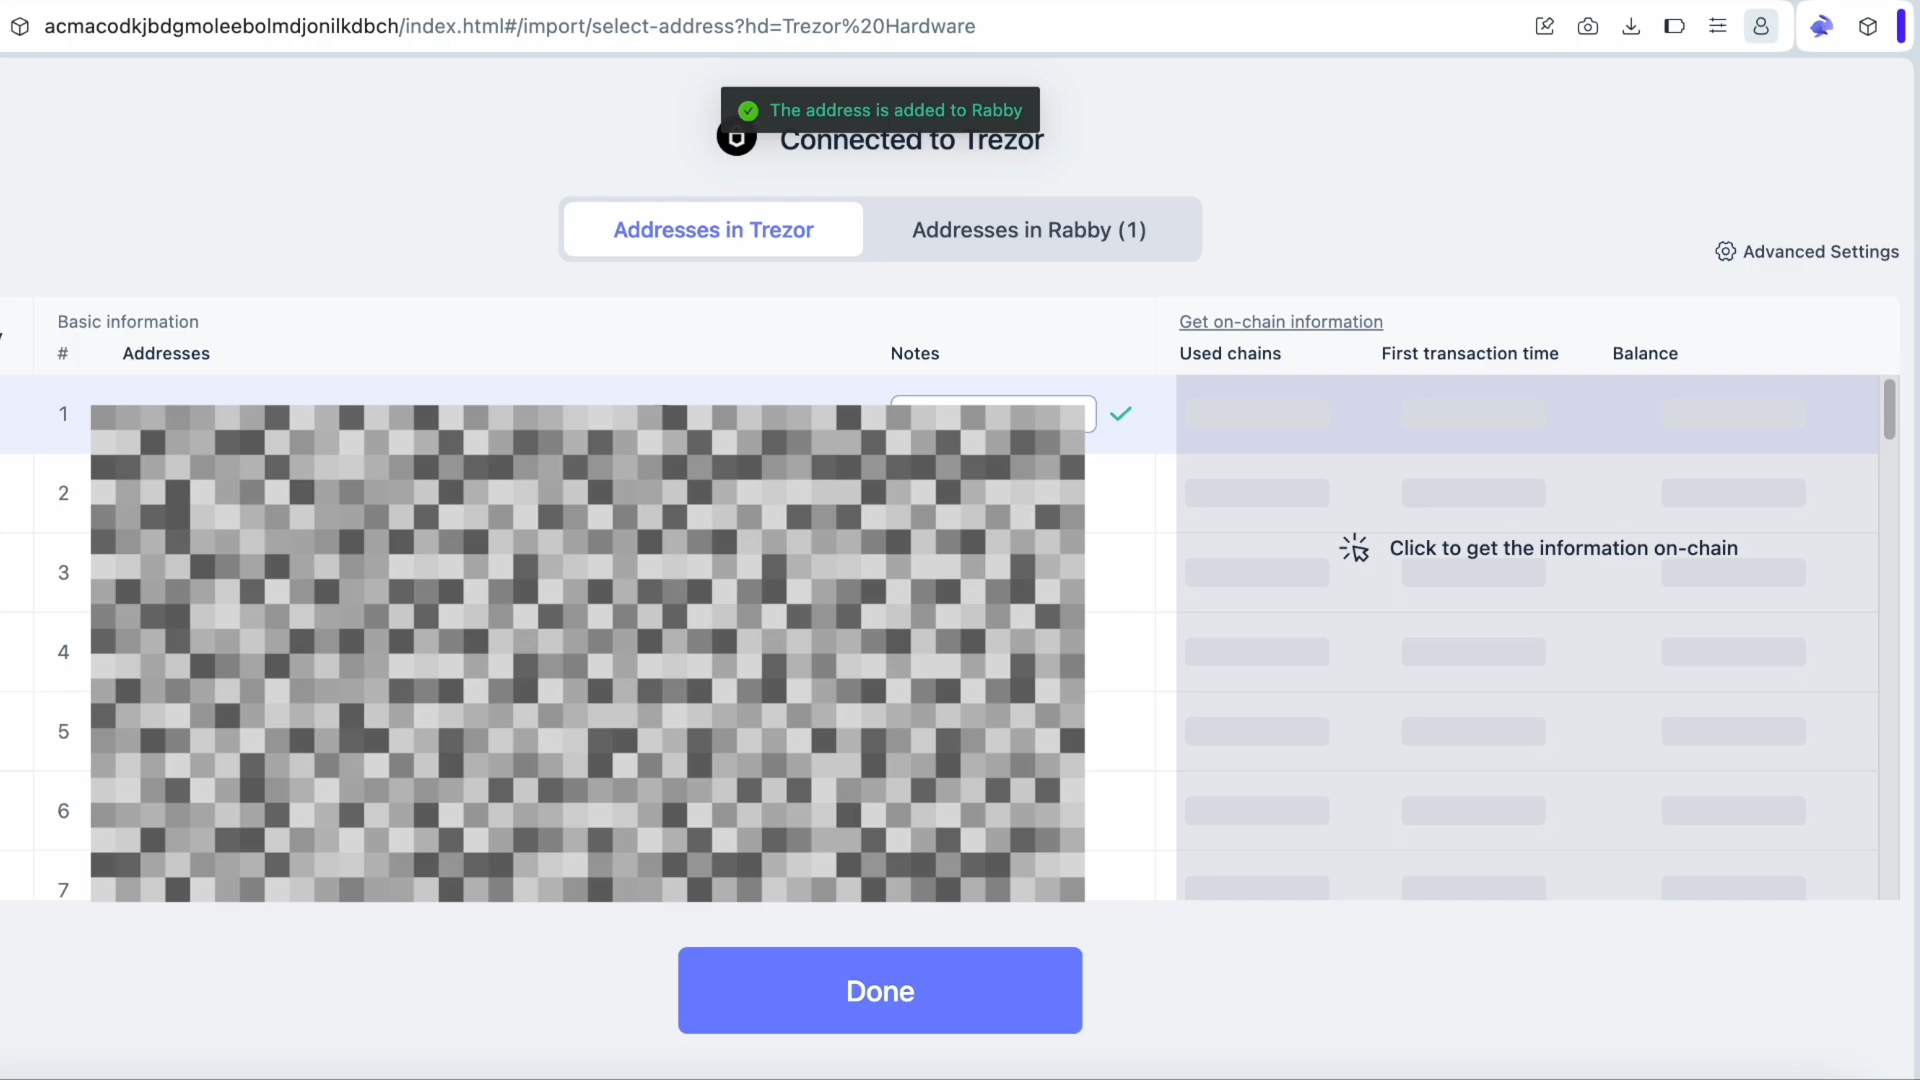 acmacodkjbdgmoleebolmdjonilkdbch/index.html#/import/select-address?hd=Trezor%20Hardware
The address is added to Rabby
Connected to Trezor
Addresses in Trezor
Addresses in Rabby (1)
Advanced Settings
Basic information
Get on-chain information
# Addresses Notes Used chains First transaction time Balance
1
2
Click to get the information on-chain
3
4
5
6
7
Done